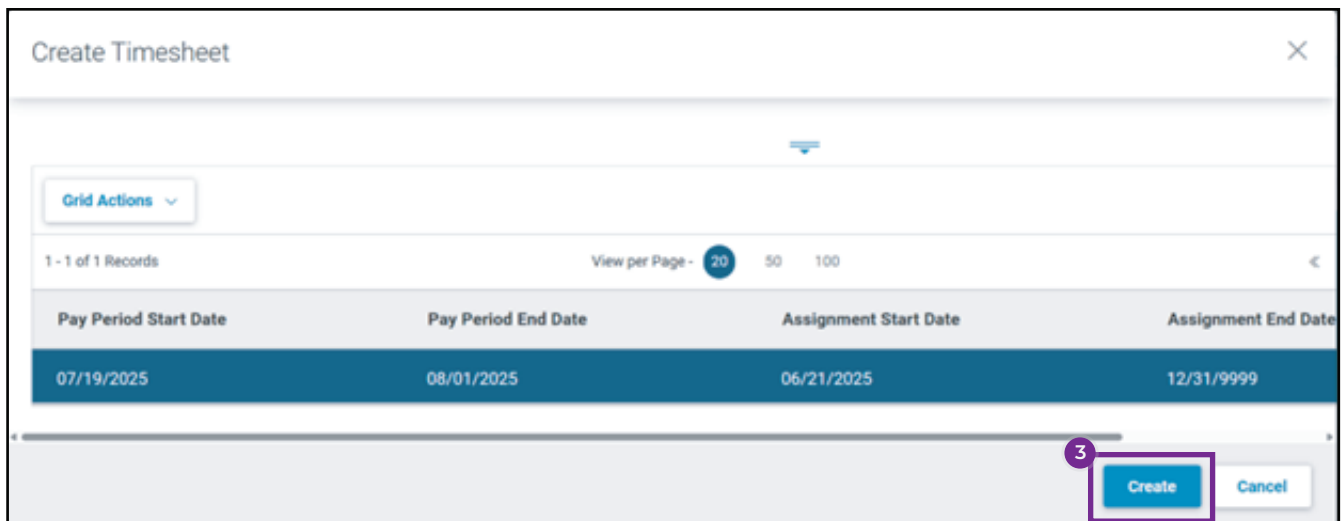 Create Timesheet
Grid Actions
1 - 1 of 1 Records View per Page - 20 50 100
Pay Period Start Date Pay Period End Date Assignment Start Date Assignment End Date
07/19/2025 08/01/2025 06/21/2025 12/31/9999
3
Create Cancel